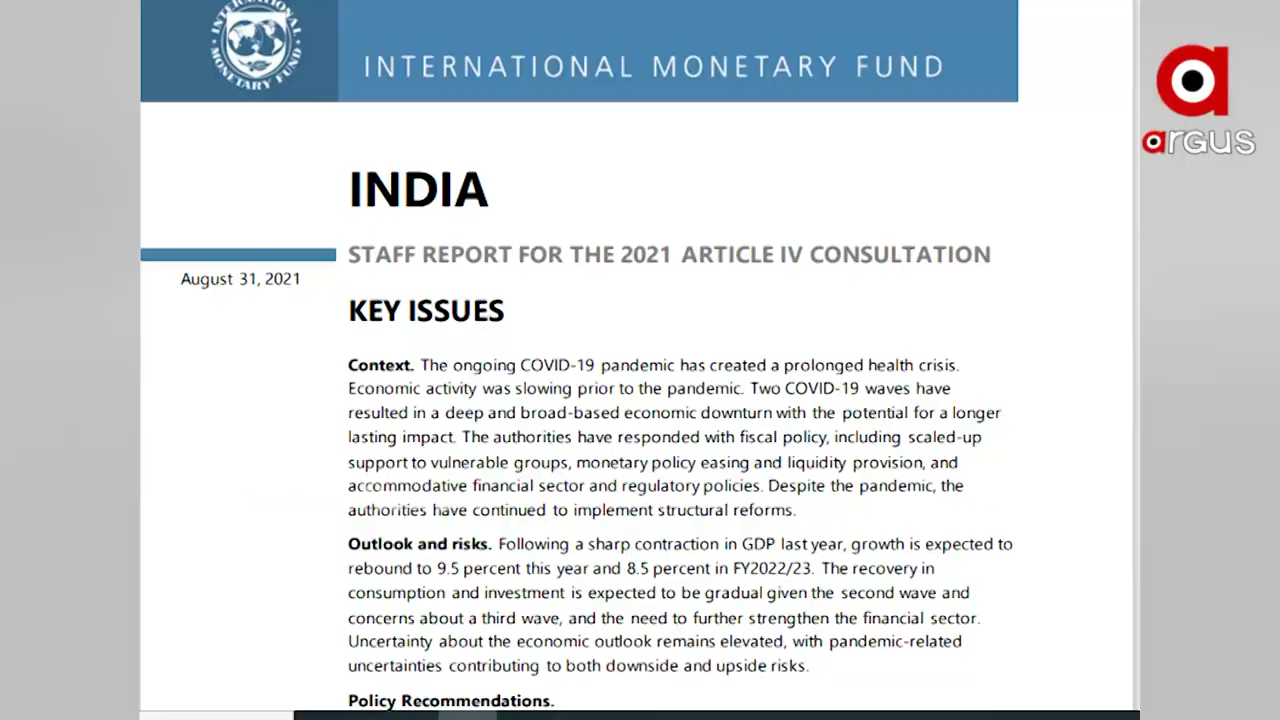 INTERNATIONAL MONETARY FUND
INTERNATIONAL MONETARY FUND
argus
INDIA
STAFF REPORT FOR THE 2021 ARTICLE IV CONSULTATION
August 31, 2021
KEY ISSUES
Context. The ongoing COVID-19 pandemic has created a prolonged health crisis.
Economic activity was slowing prior to the pandemic. Two COVID-19 waves have
resulted in a deep and broad-based economic downturn with the potential for a longer
lasting impact. The authorities have responded with fiscal policy, including scaled-up
support to vulnerable groups, monetary policy easing and liquidity provision, and
accommodative financial sector and regulatory policies. Despite the pandemic, the
authorities have continued to implement structural reforms.
Outlook and risks. Following a sharp contraction in GDP last year, growth is expected to
rebound to 9.5 percent this year and 8.5 percent in FY2022/23. The recovery in
consumption and investment is expected to be gradual given the second wave and
concerns about a third wave, and the need to further strengthen the financial sector.
Uncertainty about the economic outlook remains elevated, with pandemic-related
uncertainties contributing to both downside and upside risks.
Policy Recommendations.